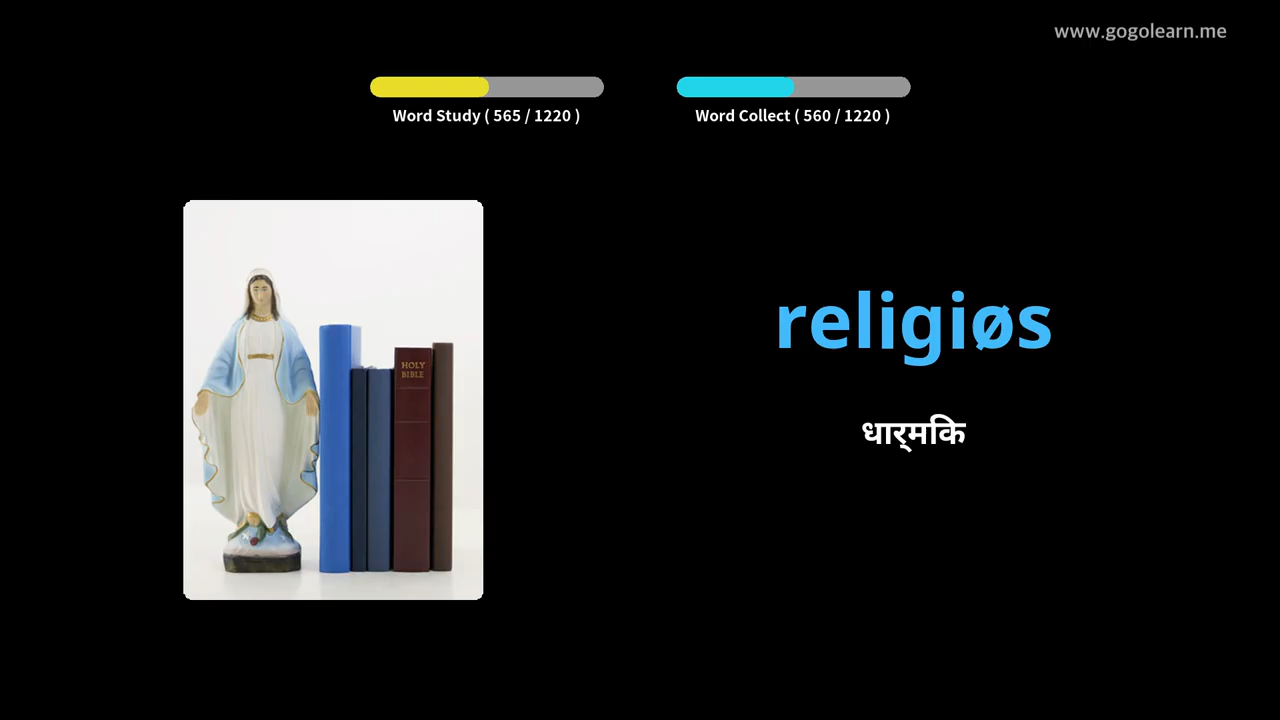 www.gogolearn.me
Word Study ( 565 / 1220 )
Word Collect ( 560 / 1220 )
HOLY
BIBLE
religiøs
धार्मिक